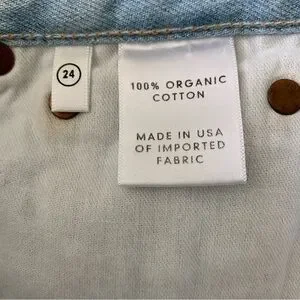 24
100% ORGANIC
COTTON
MADE IN USA
OF IMPORTED
FABRIC